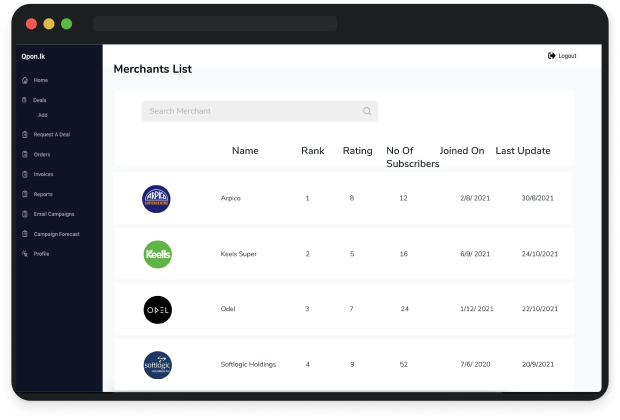 Qpon.lk
Logout
Home
Deals
Add
Request A Deal
Orders
Invoices
Reports
Email Campaigns
Campaign Forecast
Profile
Merchants List
Search Merchant
Name Rank Rating No Of Subscribers Joined On Last Update
ARPICO
Arpico 1 8 12 2/8/ 2021 30/8/2021
Keells
Keels Super 2 5 16 6/9/ 2021 24/10/2021
ODEL
Odel 3 7 24 1/12/ 2021 22/10/2021
softlogic
Softlogic Holdings 4 9 52 7/6/ 2020 20/9/2021